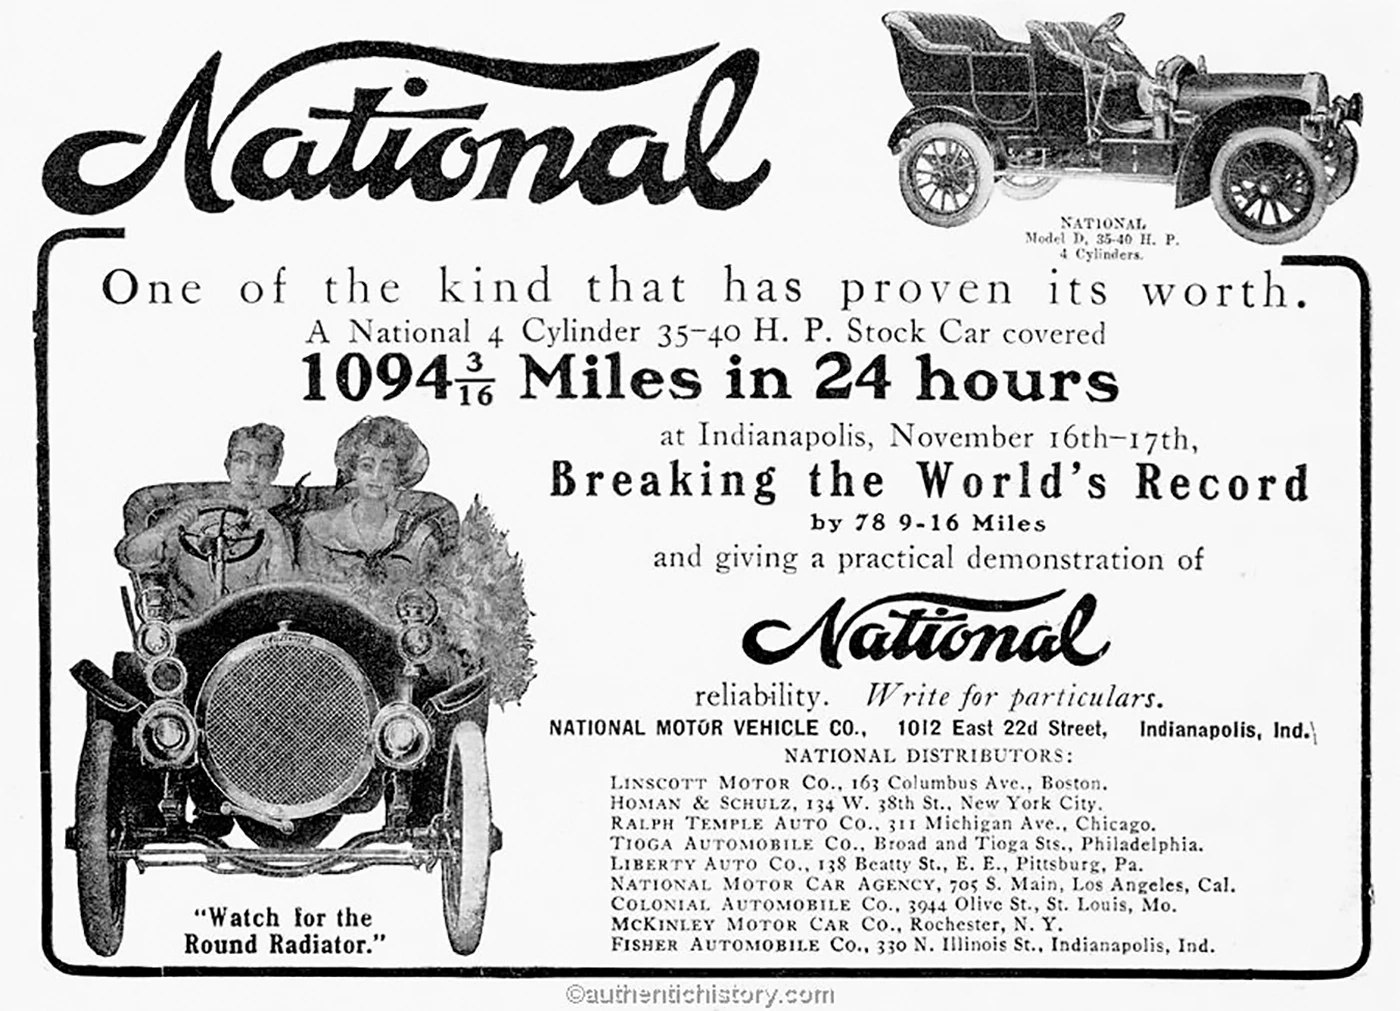 National
NATIONAL
Model D, 35-40 H. P.
4 Cylinders.
One of the kind that has proven its worth.
A National 4 Cylinder 35–40 H. P. Stock Car covered
1094 3/16 Miles in 24 hours
at Indianapolis, November 16th–17th,
Breaking the World's Record
by 78 9-16 Miles
and giving a practical demonstration of
National
reliability. Write for particulars.
NATIONAL MOTOR VEHICLE CO., 1012 East 22d Street, Indianapolis, Ind.
NATIONAL DISTRIBUTORS:
LINSCOTT MOTOR CO., 163 Columbus Ave., Boston.
HOMAN & SCHULZ, 134 W. 38th St., New York City.
RALPH TEMPLE AUTO CO., 311 Michigan Ave., Chicago.
TIOGA AUTOMOBILE CO., Broad and Tioga Sts., Philadelphia.
LIBERTY AUTO CO., 138 Beatty St., E. E., Pittsburg, Pa.
NATIONAL MOTOR CAR AGENCY, 705 S. Main, Los Angeles, Cal.
COLONIAL AUTOMOBILE CO., 3944 Olive St., St. Louis, Mo.
MCKINLEY MOTOR CAR CO., Rochester, N. Y.
FISHER AUTOMOBILE CO., 330 N. Illinois St., Indianapolis, Ind.
National
"Watch for the
Round Radiator."
©authentichistory.com